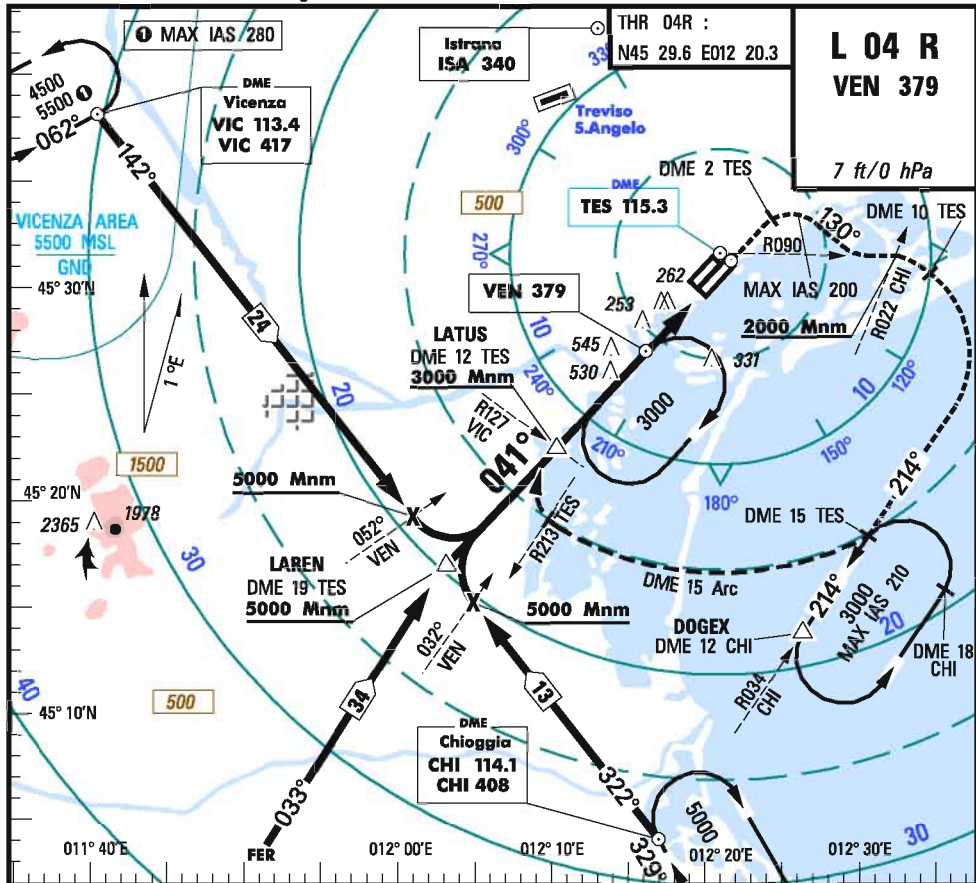 ❶ MAX IAS 280
Istrana
ISA 340
THR 04R :
N45 29.6 E012 20.3
L 04 R
VEN 379
7 ft/0 hPa
4500
5500 ❶
062°
DME
Vicenza
VIC 113.4
VIC 417
142°
Treviso
S.Angelo
300°
DME 2 TES
500
DME
TES 115.3
130°
DME 10 TES
VICENZA AREA
5500 MSL
GND
270°
R090
45° 30'N
VEN 379
262
253
MAX IAS 200
2000 Mnm
R022 CHI
24
1 °E
LATUS
DME 12 TES
3000 Mnm
10
545
530
331
240°
10
120°
20
R127
VIC
3000
210°
150°
041°
180°
214°
1500
5000 Mnm
45° 20'N
2365
1978
052°
VEN
R213 TES
DME 15 TES
30
LAREN
DME 19 TES
5000 Mnm
DME 15 Arc
5000 Mnm
214°
3000
MAX IAS 210
20
DOGEX
DME 12 CHI
032°
VEN
DME 18
CHI
40
500
45° 10'N
34
13
R034
CHI
DME
Chioggia
CHI 114.1
CHI 408
033°
322°
5000
30
FER
329°
011°40'E
012°00'E
012°10'E
012°20'E
012°30'E